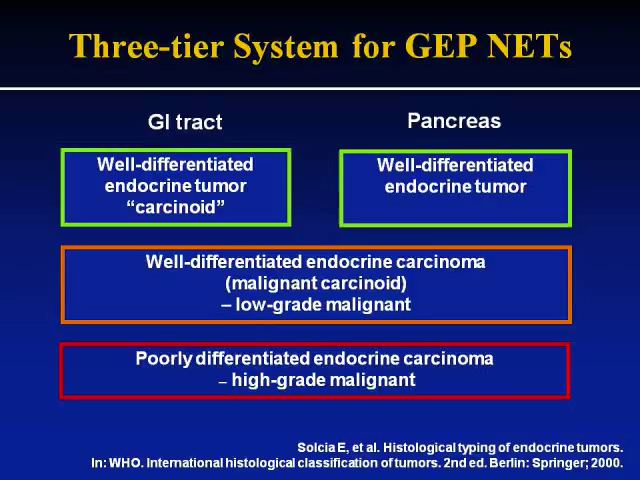 Three-tier System for GEP NETs
GI tract
Pancreas
Well-differentiated
endocrine tumor
“carcinoid”
Well-differentiated
endocrine tumor
Well-differentiated endocrine carcinoma
(malignant carcinoid)
– low-grade malignant
Poorly differentiated endocrine carcinoma
– high-grade malignant
Solcia E, et al. Histological typing of endocrine tumors.
In: WHO. International histological classification of tumors. 2nd ed. Berlin: Springer; 2000.